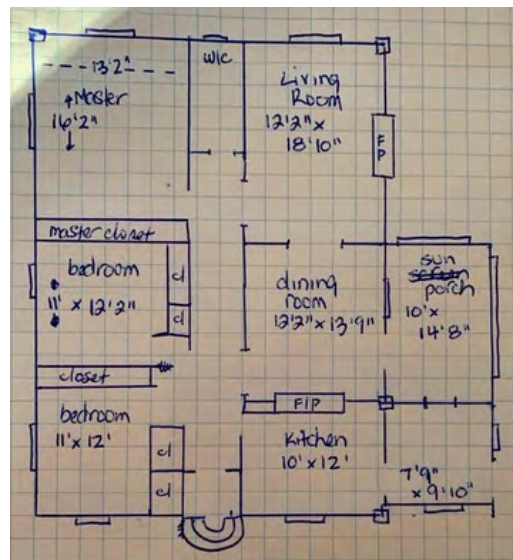 W/C
13'2"
Master
16'2"
Living
Room
12'2" x
18'10"
FP
master closet
bedroom
11' x 12'2"
cl
cl
dining
room
12'2" x 13'9"
sun
porch
10' x
14'8"
closet
F/P
bedroom
11' x 12'
cl
cl
Kitchen
10' x 12'
7'9"
x 9'10"